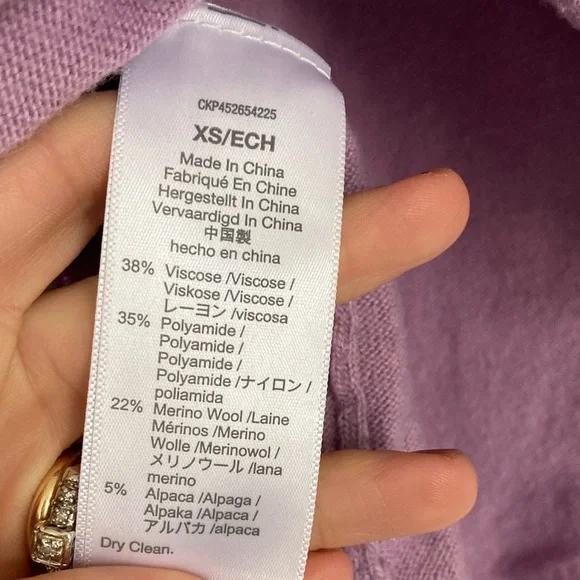 CKP452654225
XS/ECH
Made In China
Fabriqué En Chine
Hergestellt In China
Vervaardigd In China
中国製
hecho en china
38% Viscose /Viscose /
Viskose /Viscose /
レーヨン /viscosa
35% Polyamide /
Polyamide /
Polyamide /
Polyamide /ナイロン /
poliamida
22% Merino Wool /Laine
Mérinos /Merino
Wolle /Merinowol /
メリノウール /lana
merino
5% Alpaca /Alpaga /
Alpaka /Alpaca /
アルパカ /alpaca
Dry Clean.